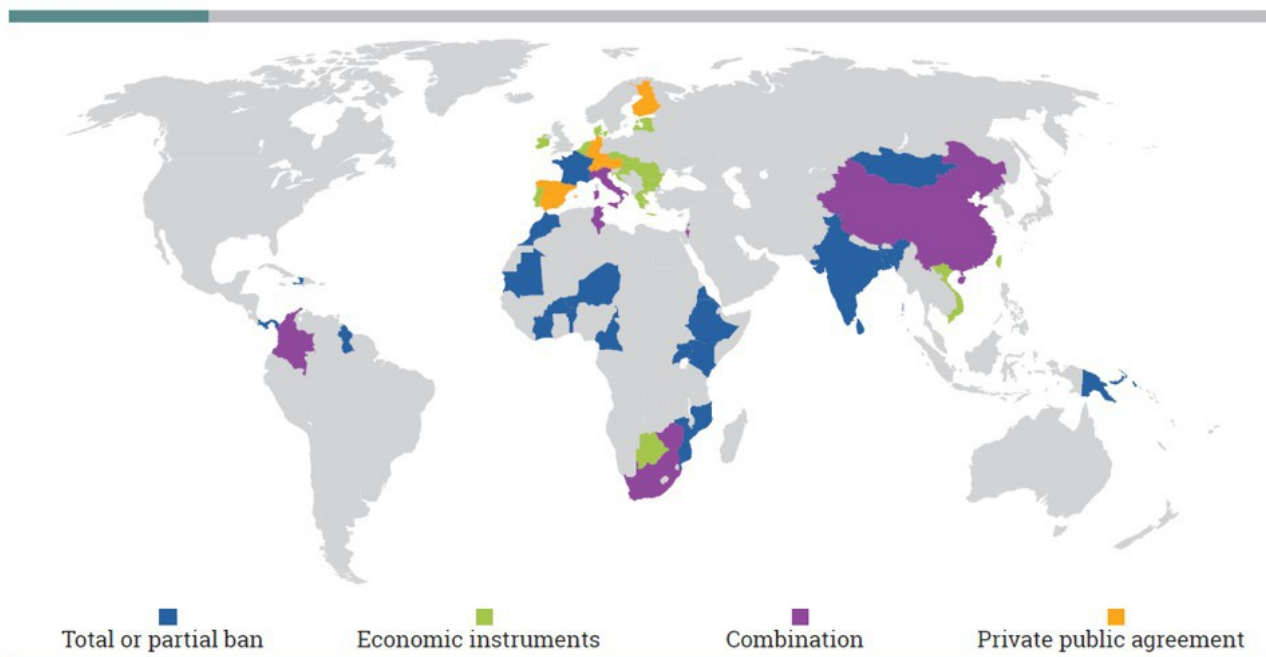 Total or partial ban
Economic instruments
Combination
Private public agreement